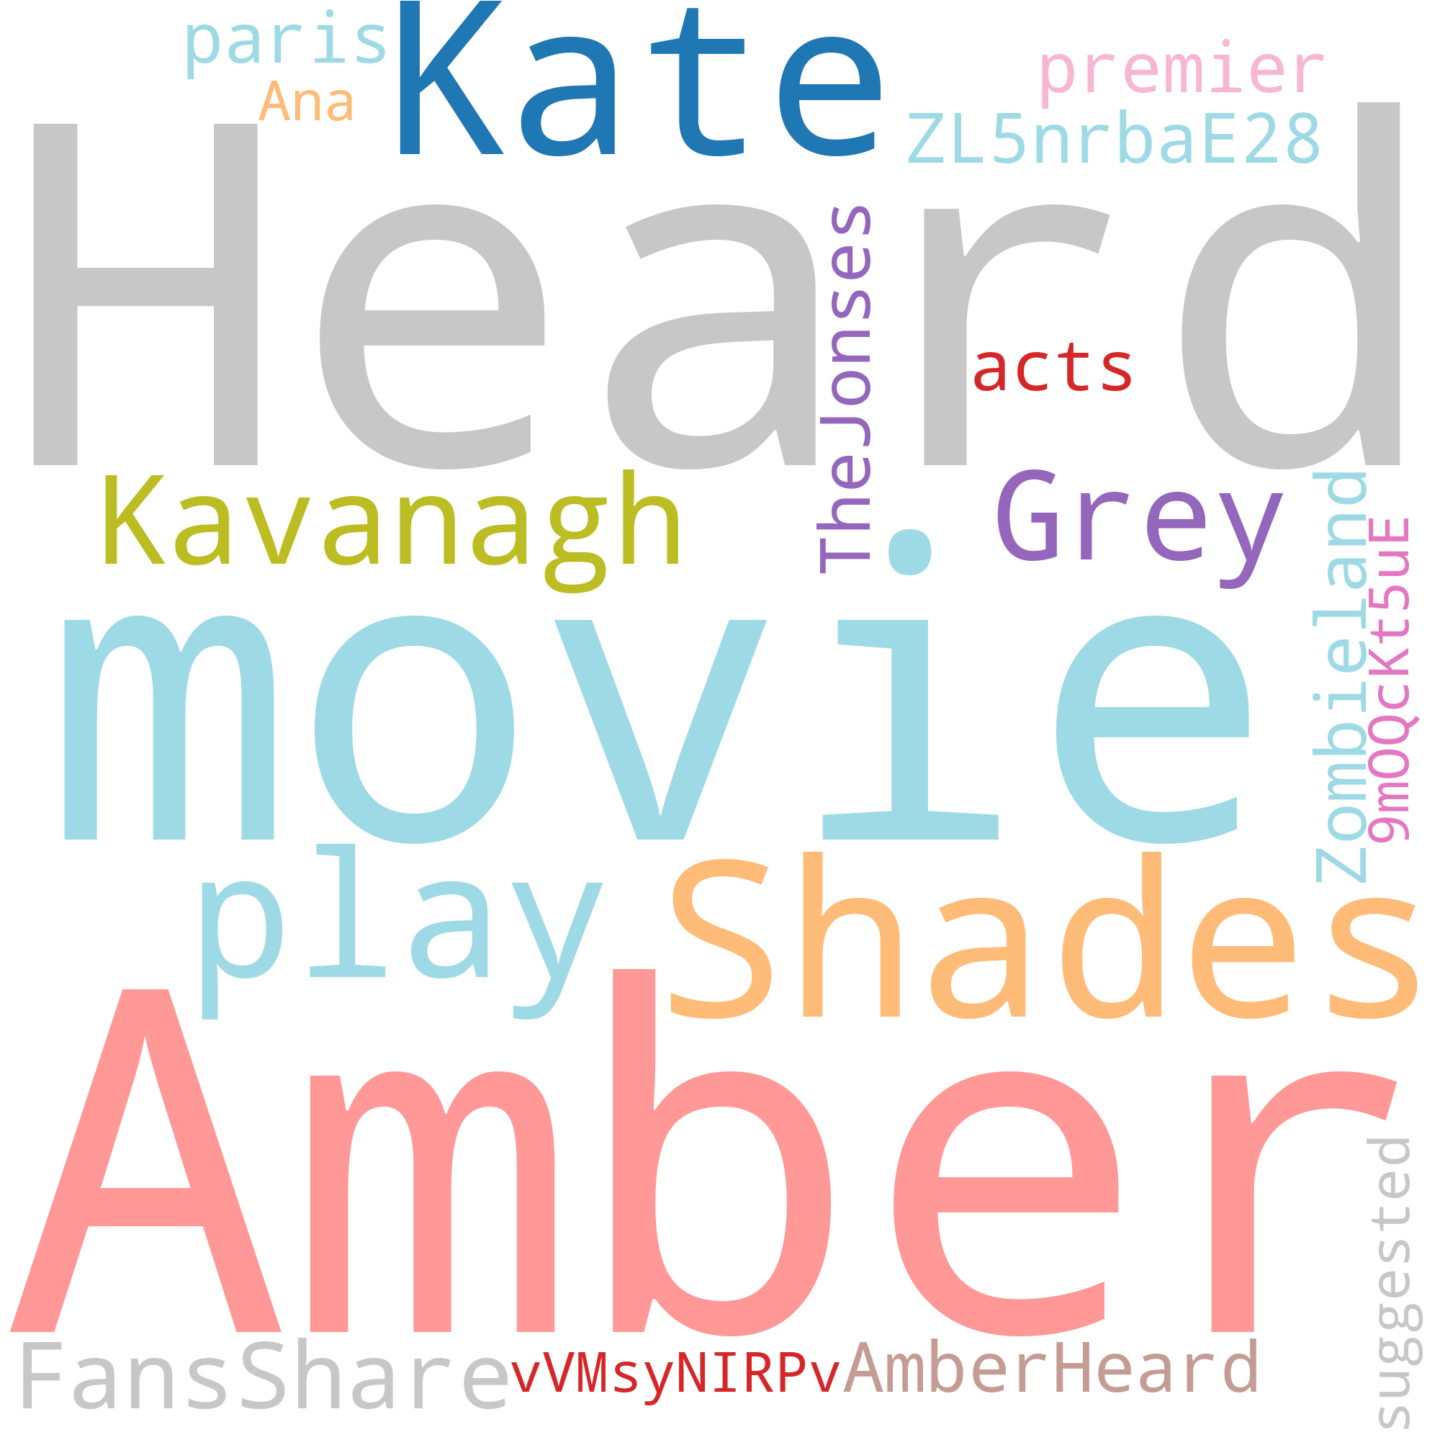 paris
Kate
premier
Ana
ZL5nrbaE28
Heard
TheJonses
acts
Kavanagh
Grey
Zombieland
9mOQcKt5uE
movie
play
Shades
Amber
suggested
FansShare
vVMsyNIRPv
AmberHeard